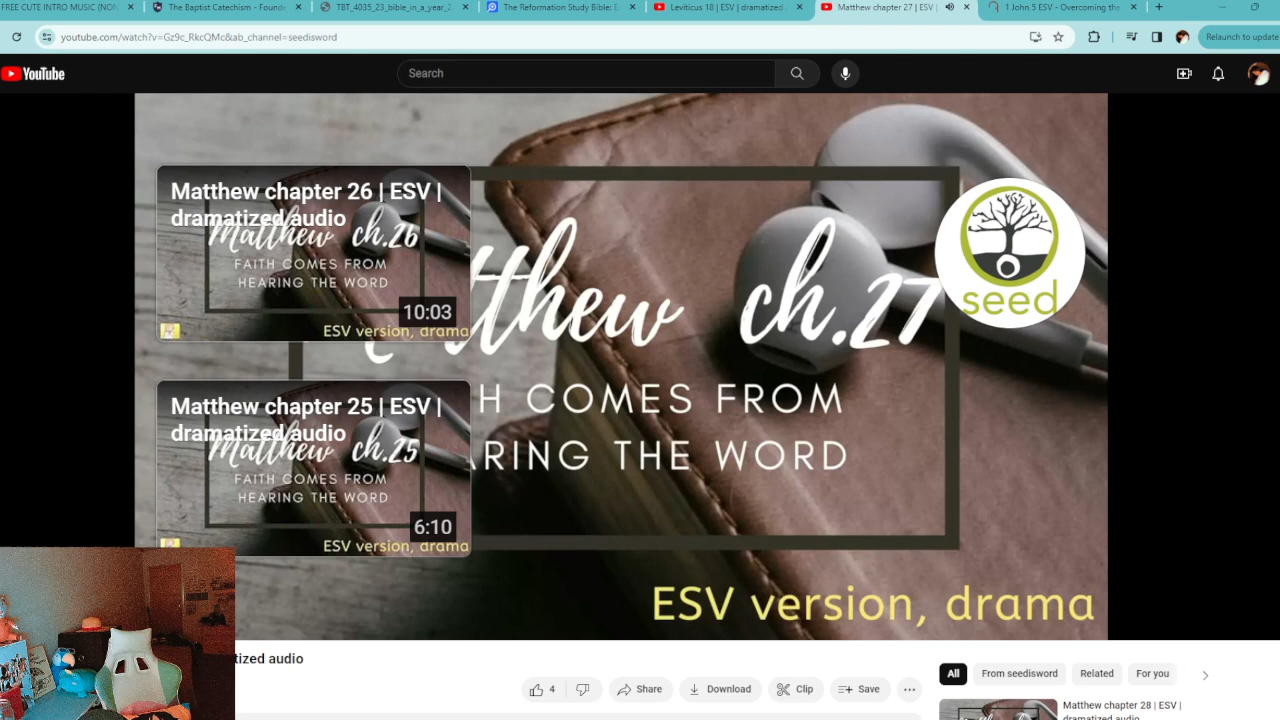 FREE CUTE INTRO MUSIC (NON
The Baptist Catechism - Founde
TBT_4035_23_bible_in_a_year_2
The Reformation Study Bible: E
Leviticus 18 | ESV | dramatized
Matthew chapter 27 | ESV |
1 John 5 ESV - Overcoming the
youtube.com/watch?v=Gz9c_RkcQMc&ab_channel=seedisword
Relaunch to update
YouTube
Search
Matthew chapter 26 | ESV |
dramatized audio
Matthew ch.26
FAITH COMES FROM
HEARING THE WORD
10:03
ESV version, drama
tthew ch.27
H COMES FROM
ARING THE WORD
seed
Matthew chapter 25 | ESV |
dramatized audio
Matthew ch.25
FAITH COMES FROM
HEARING THE WORD
6:10
ESV version, drama
ESV version, drama
tized audio
4
Share
Download
Clip
Save
All
From seedisword
Related
For you
Matthew chapter 28 | ESV |
dramatized audio